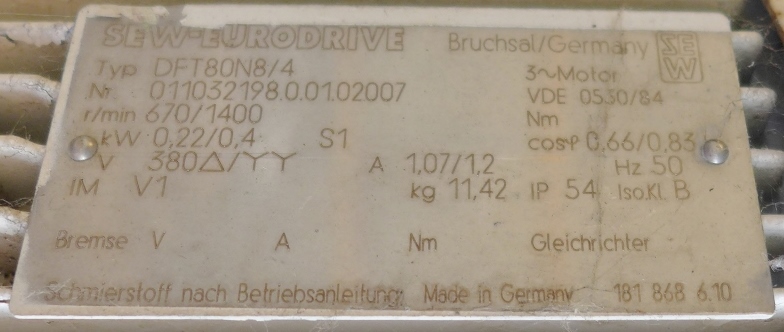 SEW-EURODRIVE Bruchsal/Germany SEW
Typ DFT80N8/4 3~Motor
Nr. 011032198.0.01.02007 VDE 0530/84
r/min 670/1400 Nm
kW 0,22/0,4 S1 cosφ 0,66/0,83
V 380△/YY A 1,07/1,2 Hz 50
IM V1 kg 11,42 IP 54 Iso.Kl. B
Bremse V A Nm Gleichrichter
Schmierstoff nach Betriebsanleitung Made in Germany 181 868 6.10